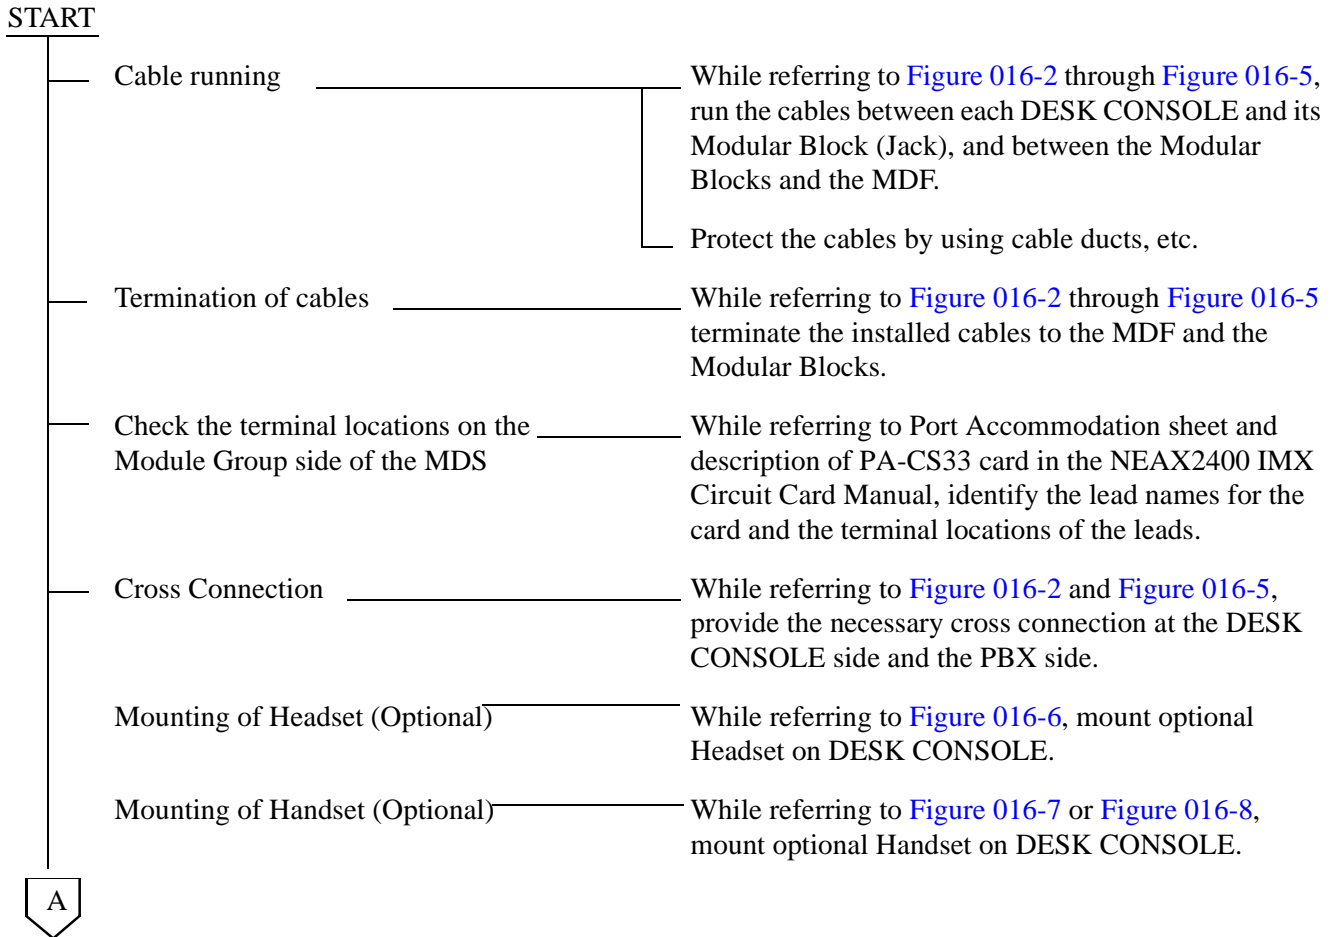 START
Cable running
While referring to Figure 016-2 through Figure 016-5,
run the cables between each DESK CONSOLE and its
Modular Block (Jack), and between the Modular
Blocks and the MDF.
Protect the cables by using cable ducts, etc.
Termination of cables
While referring to Figure 016-2 through Figure 016-5
terminate the installed cables to the MDF and the
Modular Blocks.
Check the terminal locations on the
Module Group side of the MDS
While referring to Port Accommodation sheet and
description of PA-CS33 card in the NEAX2400 IMX
Circuit Card Manual, identify the lead names for the
card and the terminal locations of the leads.
Cross Connection
While referring to Figure 016-2 and Figure 016-5,
provide the necessary cross connection at the DESK
CONSOLE side and the PBX side.
Mounting of Headset (Optional)
While referring to Figure 016-6, mount optional
Headset on DESK CONSOLE.
Mounting of Handset (Optional)
While referring to Figure 016-7 or Figure 016-8,
mount optional Handset on DESK CONSOLE.
A